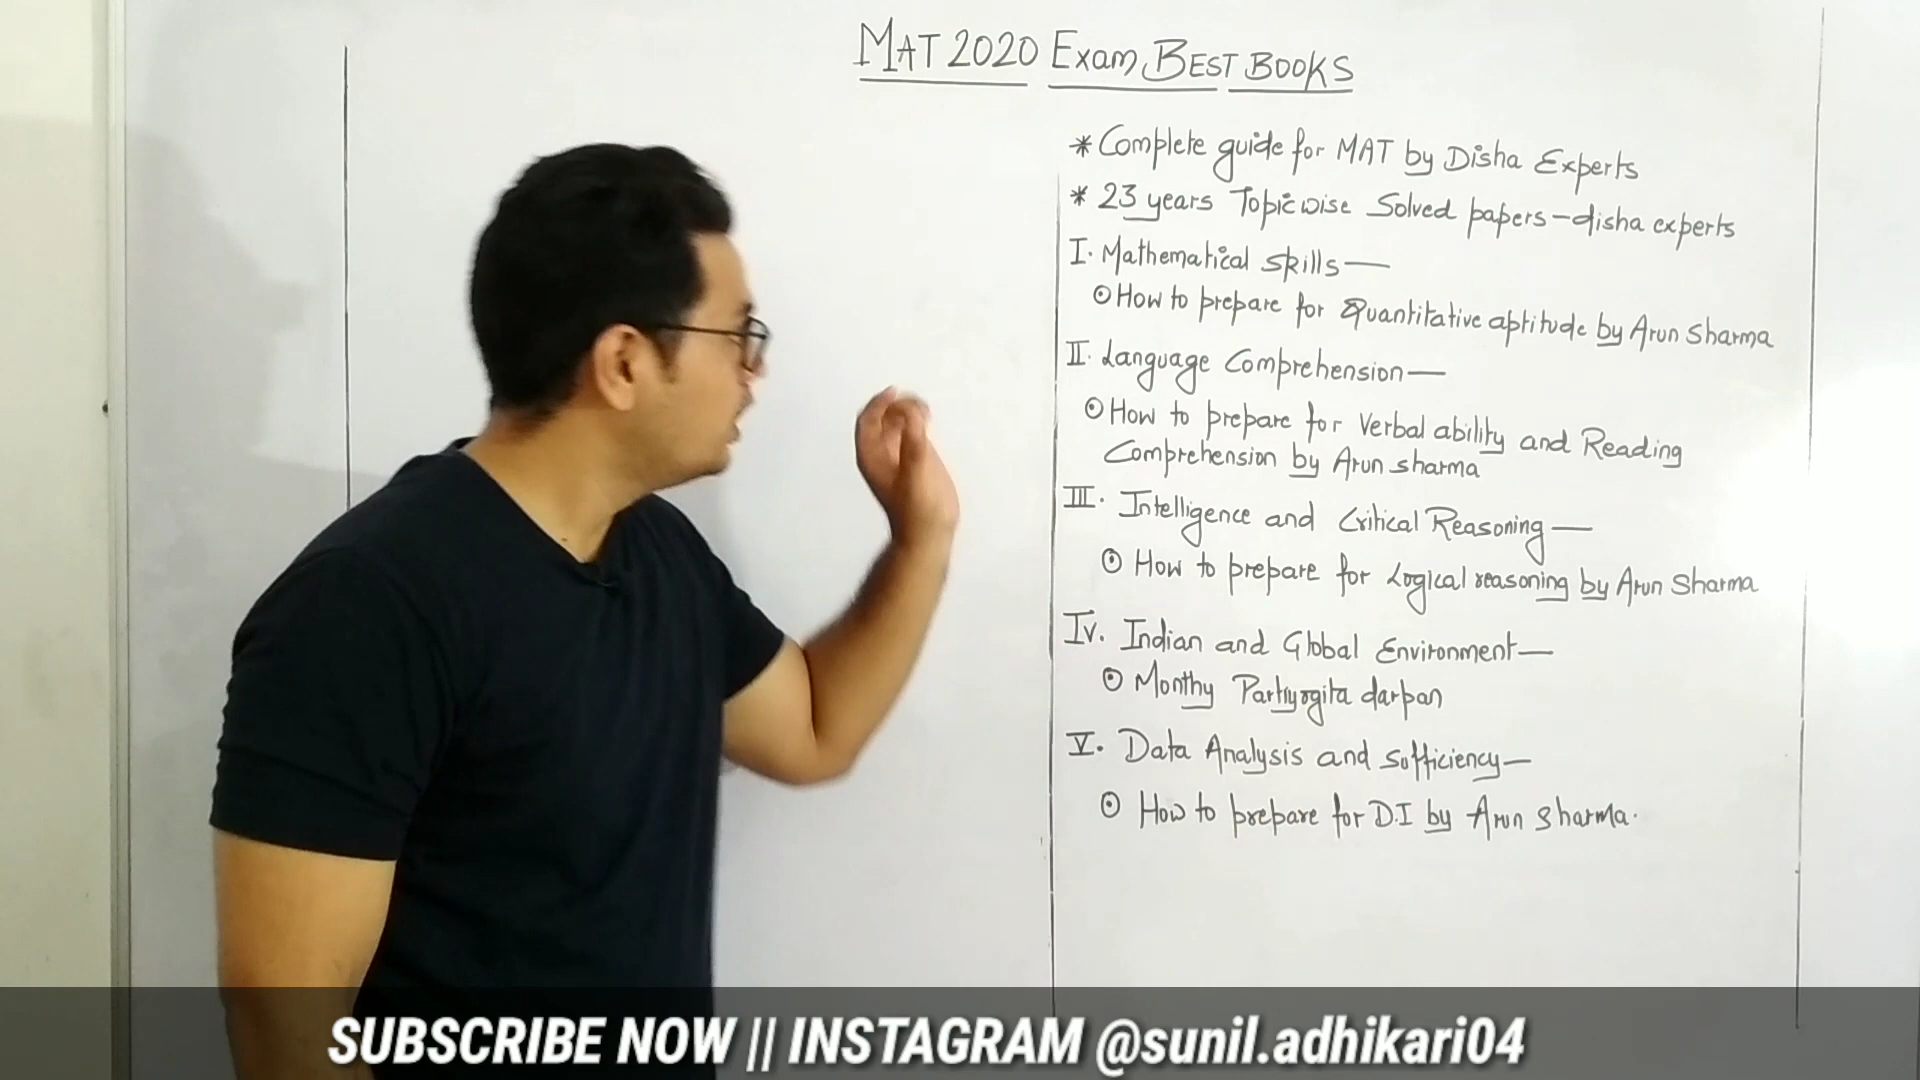 MAT 2020 Exam BEST BOOKS
* Complete guide for MAT by Disha Experts
* 23 years Topicwise Solved papers-disha experts
I. Mathematical skills—
⊙ How to prepare for Quantitative aptitude by Arun Sharma
II. Language Comprehension—
⊙ How to prepare for Verbal ability and Reading
Comprehension by Arun sharma
III. Intelligence and Critical Reasoning—
⊙ How to prepare for Logical reasoning by Arun Sharma
IV. Indian and Global Environment—
⊙ Monthy Partiyogita darpan
V. Data Analysis and Sufficiency—
⊙ How to prepare for D.I by Arun Sharma.
SUBSCRIBE NOW || INSTAGRAM @sunil.adhikari04